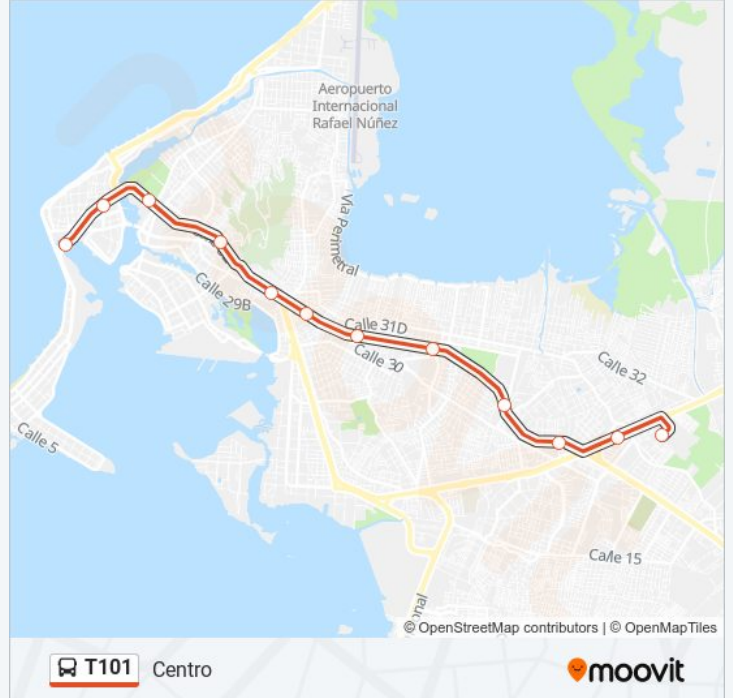 Aeropuerto
Internacional
Rafael Núñez
Vía Perimetral
Calle 29B
Calle 31D
Calle 30
Calle 32
Calle 5
Calle 15
© OpenStreetMap contributors | © OpenMapTiles
T101 Centro
moovit